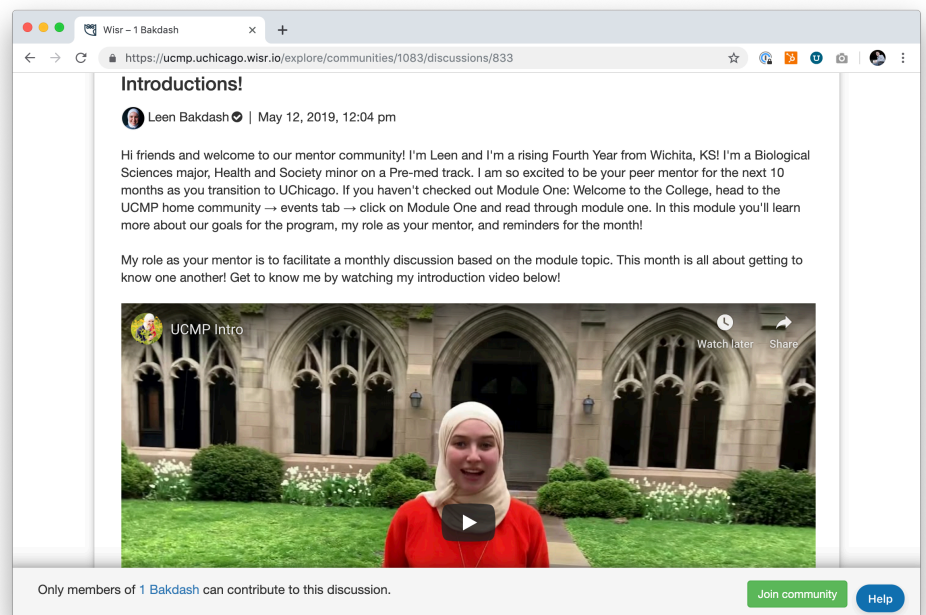 Wisr – 1 Bakdash
https://ucmp.uchicago.wisr.io/explore/communities/1083/discussions/833
Introductions!
Leen Bakdash | May 12, 2019, 12:04 pm
Hi friends and welcome to our mentor community! I'm Leen and I'm a rising Fourth Year from Wichita, KS! I'm a Biological
Sciences major, Health and Society minor on a Pre-med track. I am so excited to be your peer mentor for the next 10
months as you transition to UChicago. If you haven't checked out Module One: Welcome to the College, head to the
UCMP home community → events tab → click on Module One and read through module one. In this module you'll learn
more about our goals for the program, my role as your mentor, and reminders for the month!
My role as your mentor is to facilitate a monthly discussion based on the module topic. This month is all about getting to
know one another! Get to know me by watching my introduction video below!
UCMP Intro
Watch later Share
Only members of 1 Bakdash can contribute to this discussion.
Join community
Help